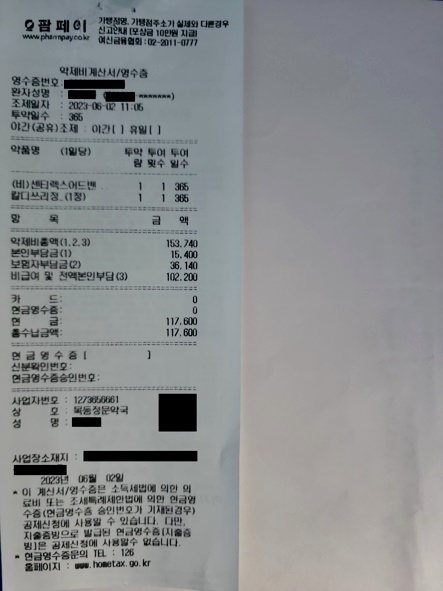 팜페이
www.pharmpay.co.kr
가맹점명, 가맹점주소가 실제와 다른경우
신고안내 (포상금 10만원 지급)
여신금융협회 : 02-2011-0777
약제비계산서/영수증
영수증번호 :
환자성명 : ( *******)
조제일자 : 2023-06-02 11:05
투약일수 : 365
야간(공휴)조제 : 야간[ ] 휴일[ ]
약품명 (1일당) 투약 투여 투여
량 횟수 일수
(비)센티렉스어드밴 1 1 365
칼디쓰리정_(1정) 1 1 365
항 목 금 액
약제비총액(1,2,3) 153,740
본인부담금(1) 15,400
보험자부담금(2) 36,140
비급여 및 전액본인부담(3) 102,200
카 드: 0
현금영수증: 0
현 금: 117,600
총수납금액: 117,600
현 금 영 수 증 [ ]
신분확인번호:
현금영수증승인번호:
사업자번호 : 1273656661
상 호 : 목동정문약국
성 명 :
사업장소재지 :
2023년 06월 02일
* 이 계산서/영수증은 소득세법에 의한 의
료비 또는 조세특례제한법에 의한 현금영
수증(현금영수증 승인번호가 기재된경우)
공제신청에 사용할 수 있습니다. 다만,
지출증빙으로 발급된 현금영수증(지출증
빙)은 공제신청에 사용할수 없습니다.
* 현금영수증문의 TEL : 126
홈페이지 : www.hometax.go.kr